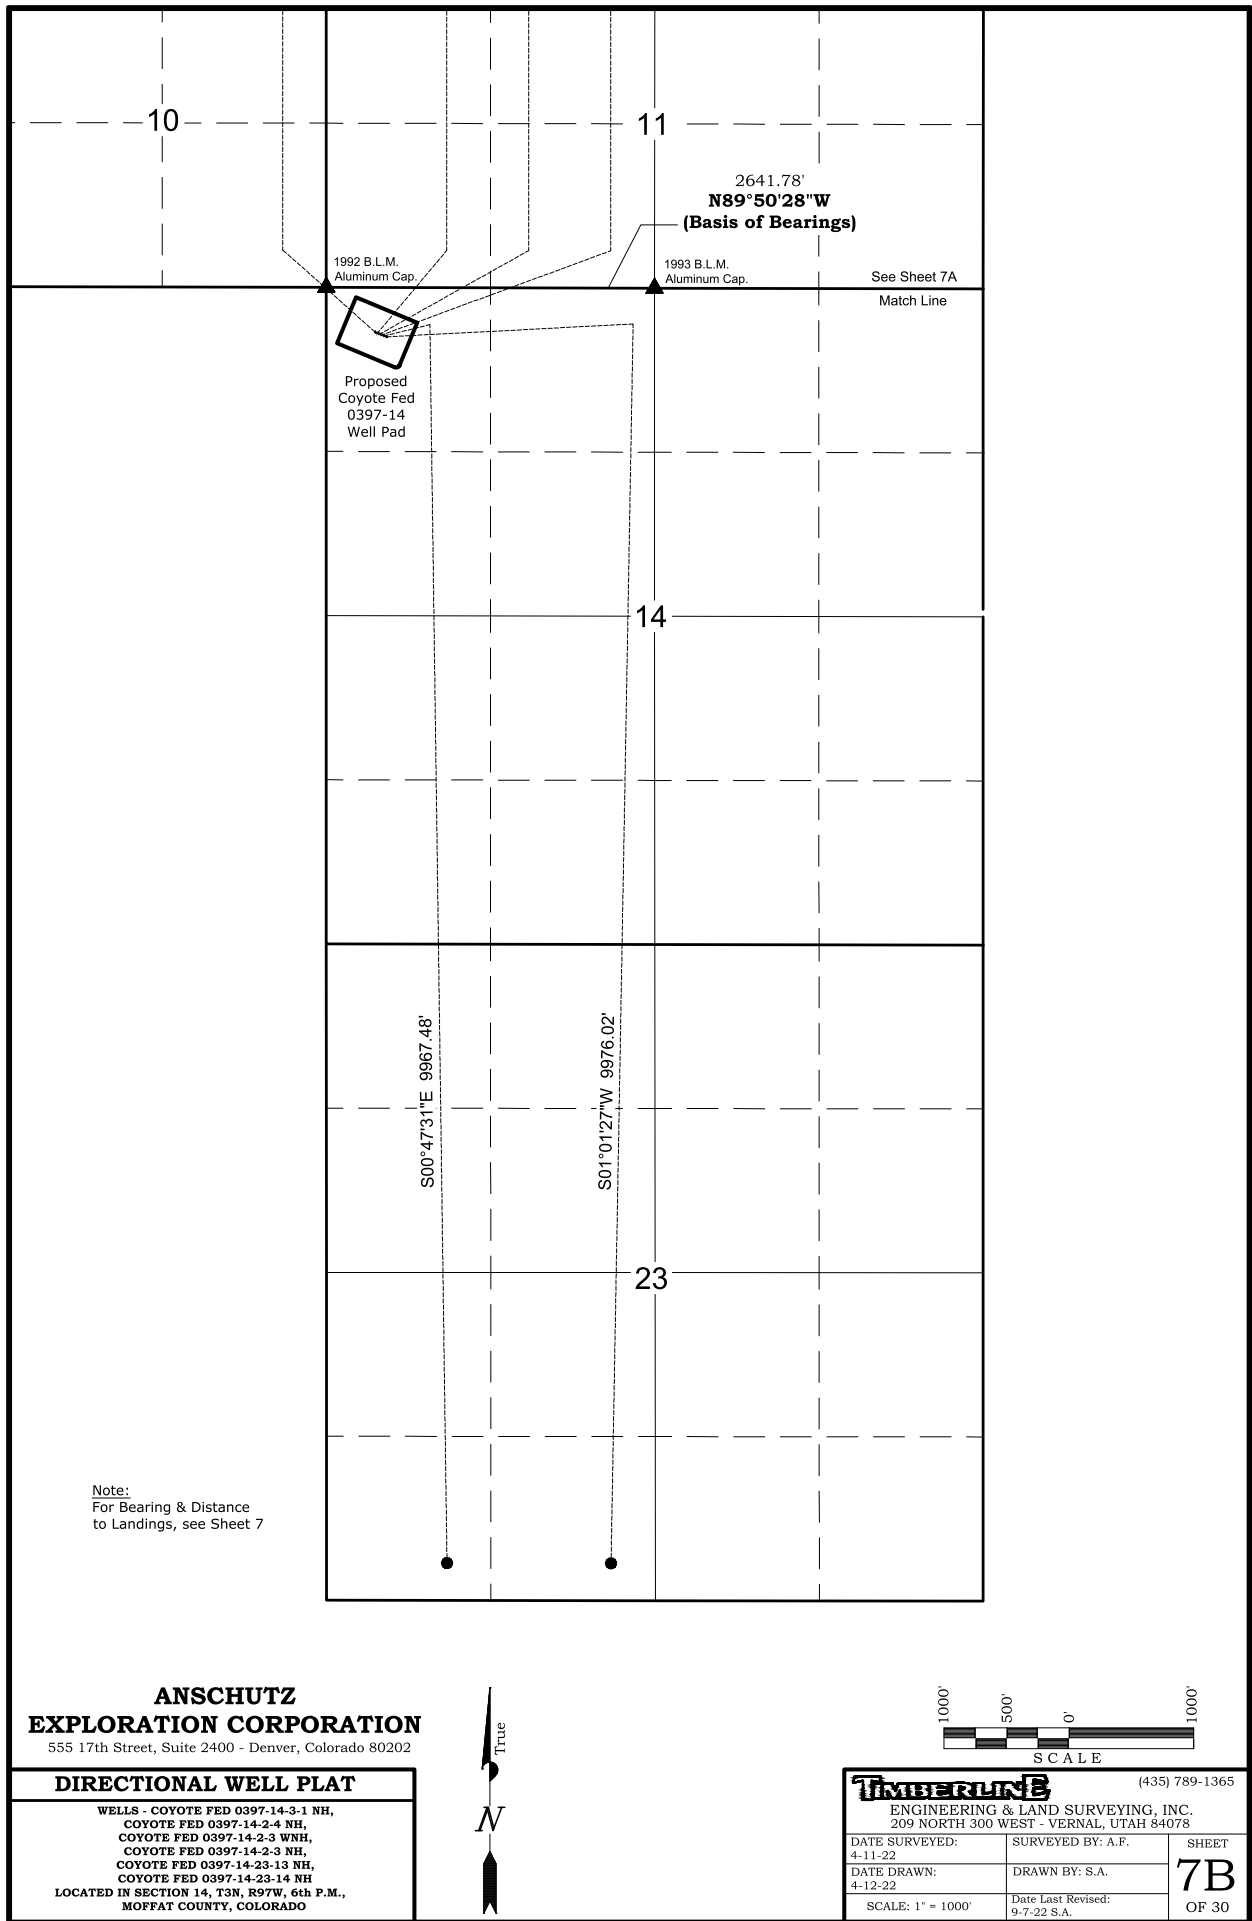 10
11
2641.78'
N89°50'28"W
(Basis of Bearings)
1992 B.L.M.
Aluminum Cap.
1993 B.L.M.
Aluminum Cap.
See Sheet 7A
Match Line
Proposed
Coyote Fed
0397-14
Well Pad
14
S00°47'31"E 9967.48'
S01°01'27"W 9976.02'
23
Note:
For Bearing & Distance
to Landings, see Sheet 7
ANSCHUTZ
EXPLORATION CORPORATION
555 17th Street, Suite 2400 - Denver, Colorado 80202
DIRECTIONAL WELL PLAT
WELLS - COYOTE FED 0397-14-3-1 NH,
COYOTE FED 0397-14-2-4 NH,
COYOTE FED 0397-14-2-3 WNH,
COYOTE FED 0397-14-2-3 NH,
COYOTE FED 0397-14-23-13 NH,
COYOTE FED 0397-14-23-14 NH
LOCATED IN SECTION 14, T3N, R97W, 6th P.M.,
MOFFAT COUNTY, COLORADO
True
N
1000'
500'
0'
1000'
SCALE
TIMBERLINE
(435) 789-1365
ENGINEERING & LAND SURVEYING, INC.
209 NORTH 300 WEST - VERNAL, UTAH 84078
DATE SURVEYED:
4-11-22
SURVEYED BY: A.F.
DATE DRAWN:
4-12-22
DRAWN BY: S.A.
SCALE: 1" = 1000'
Date Last Revised:
9-7-22 S.A.
SHEET
7B
OF 30